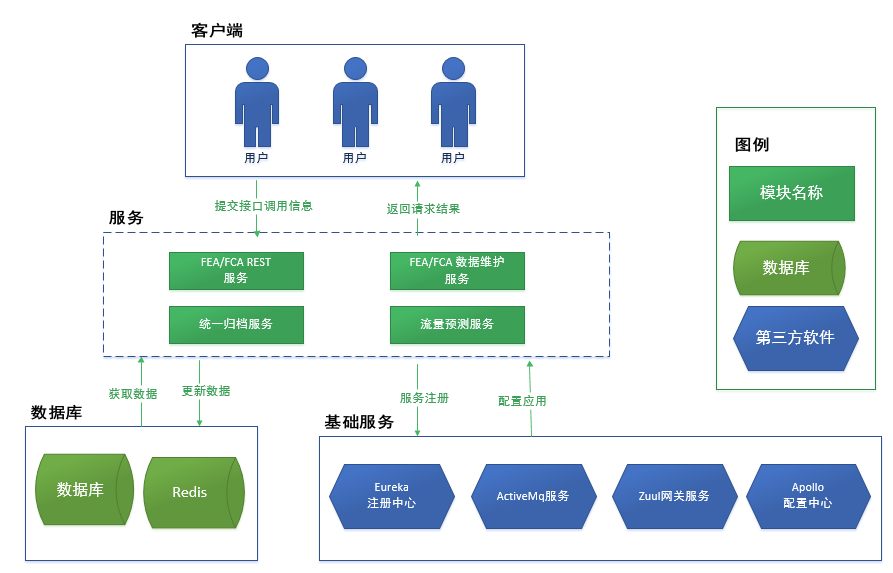 客户端
用户
用户
用户
提交接口调用信息
返回请求结果
服务
FEA/FCA REST
服务
FEA/FCA 数据维护
服务
统一归档服务
流量预测服务
获取数据
更新数据
服务注册
配置应用
数据库
数据库
Redis
基础服务
Eureka
注册中心
ActiveMq服务
Zuul网关服务
Apollo
配置中心
图例
模块名称
数据库
第三方软件